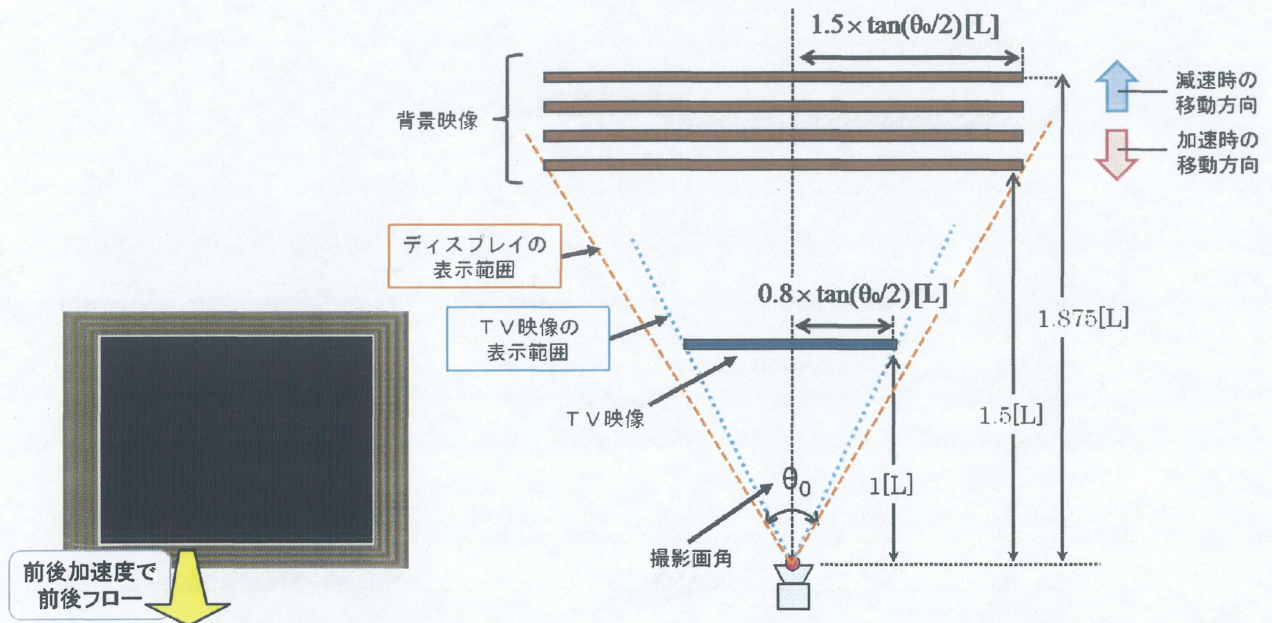 1.5×tan(θ₀/2)[L]
背景映像
減速時の
移動方向
加速時の
移動方向
ディスプレイの
表示範囲
0.8×tan(θ₀/2)[L]
1.875[L]
ＴＶ映像の
表示範囲
ＴＶ映像
1.5[L]
1[L]
θ₀
撮影画角
前後加速度で
前後フロー